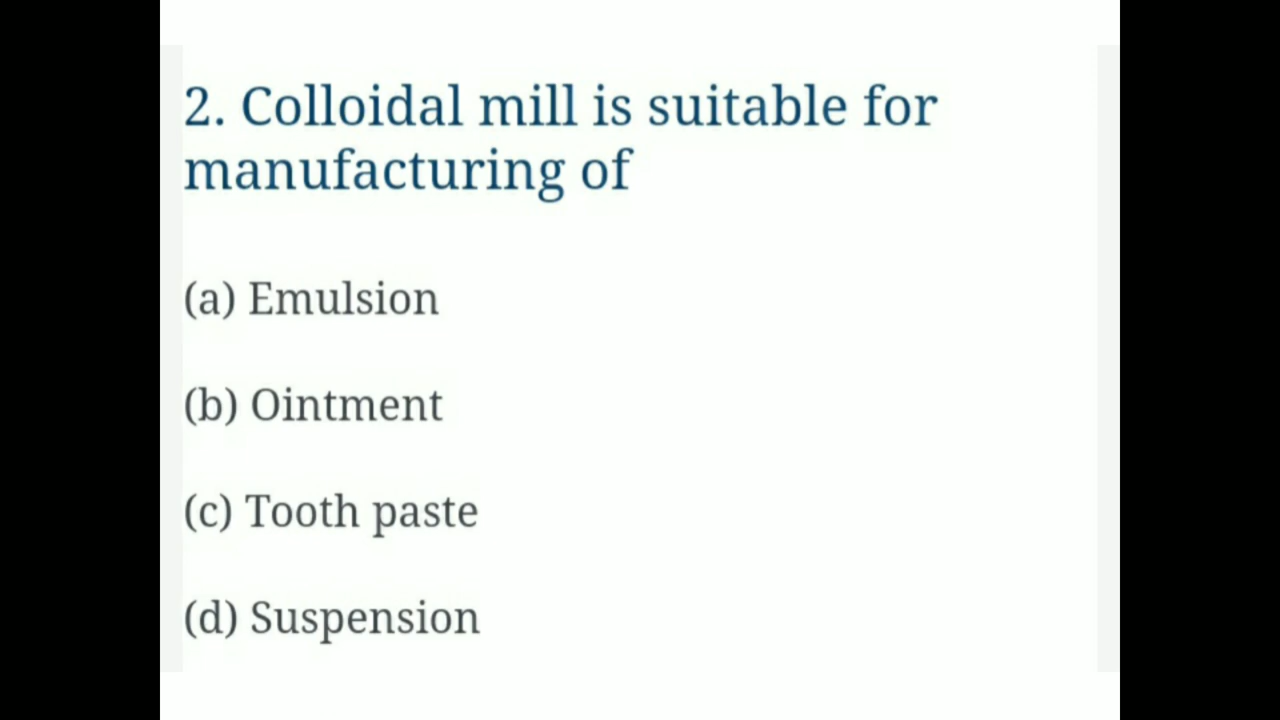 2. Colloidal mill is suitable for
manufacturing of
(a) Emulsion
(b) Ointment
(c) Tooth paste
(d) Suspension